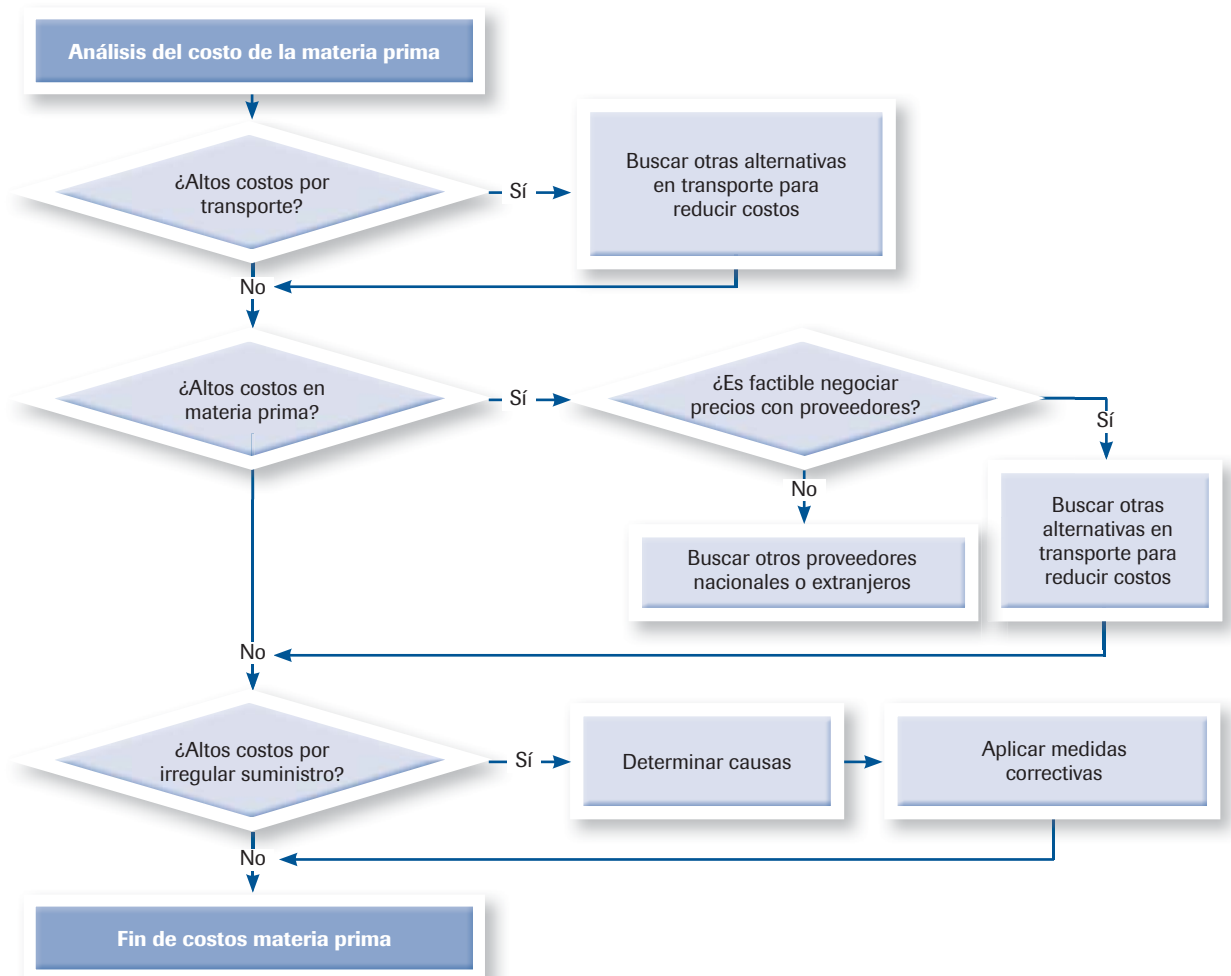 Análisis del costo de la materia prima
¿Altos costos por
transporte?
Sí
Buscar otras alternativas
en transporte para
reducir costos
No
¿Altos costos en
materia prima?
Sí
¿Es factible negociar
precios con proveedores?
Sí
No
Buscar otros proveedores
nacionales o extranjeros
Buscar otras
alternativas en
transporte para
reducir costos
No
¿Altos costos por
irregular suministro?
Sí
Determinar causas
Aplicar medidas
correctivas
No
Fin de costos materia prima